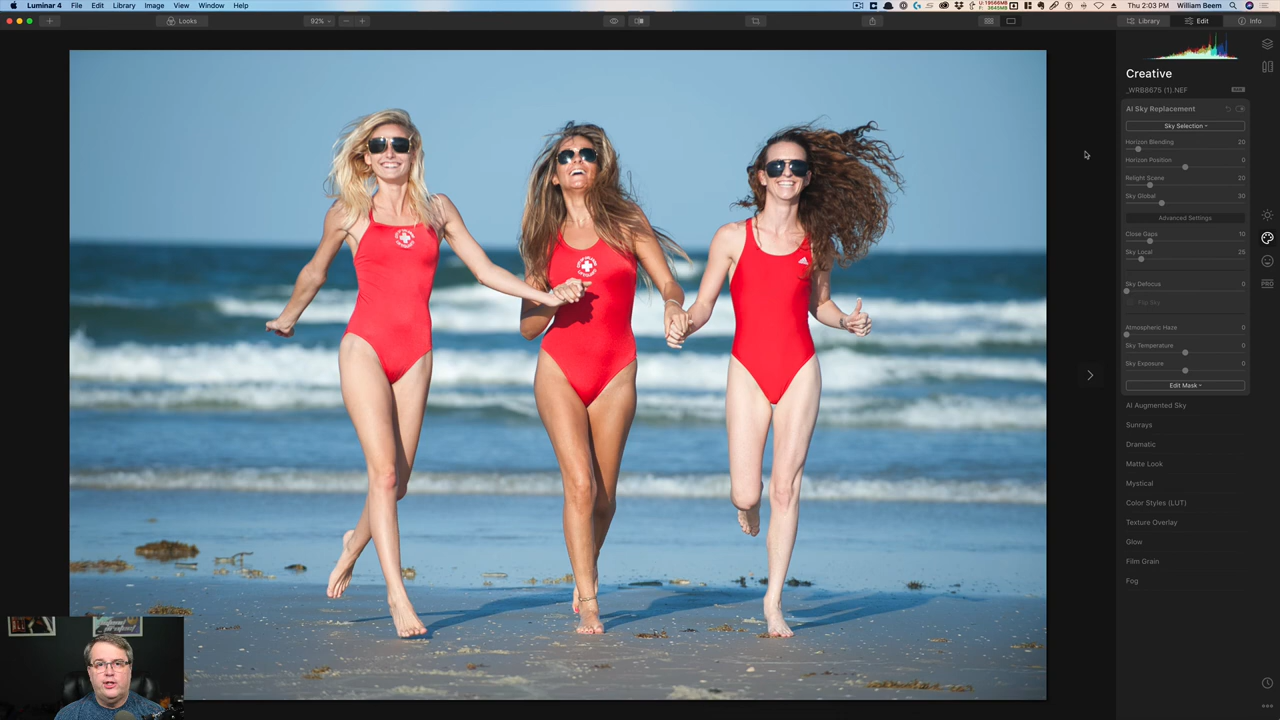 Luminar 4 File Edit Library Image View Window Help Thu 2:03 PM William Beem
Looks 92% Library Edit Info
Creative
_WRB8675 (1).NEF
AI Sky Replacement
Sky Selection
Horizon Blending 20
Horizon Position 0
Relight Scene 20
Sky Global 30
Advanced Settings
Close Gaps 10
Sky Local 25
Sky Defocus 0
Flip Sky
Atmospheric Haze 0
Sky Temperature 0
Sky Exposure 0
Edit Mask
AI Augmented Sky
Sunrays
Dramatic
Matte Look
Mystical
Color Styles (LUT)
Texture Overlay
Glow
Film Grain
Fog
PRO